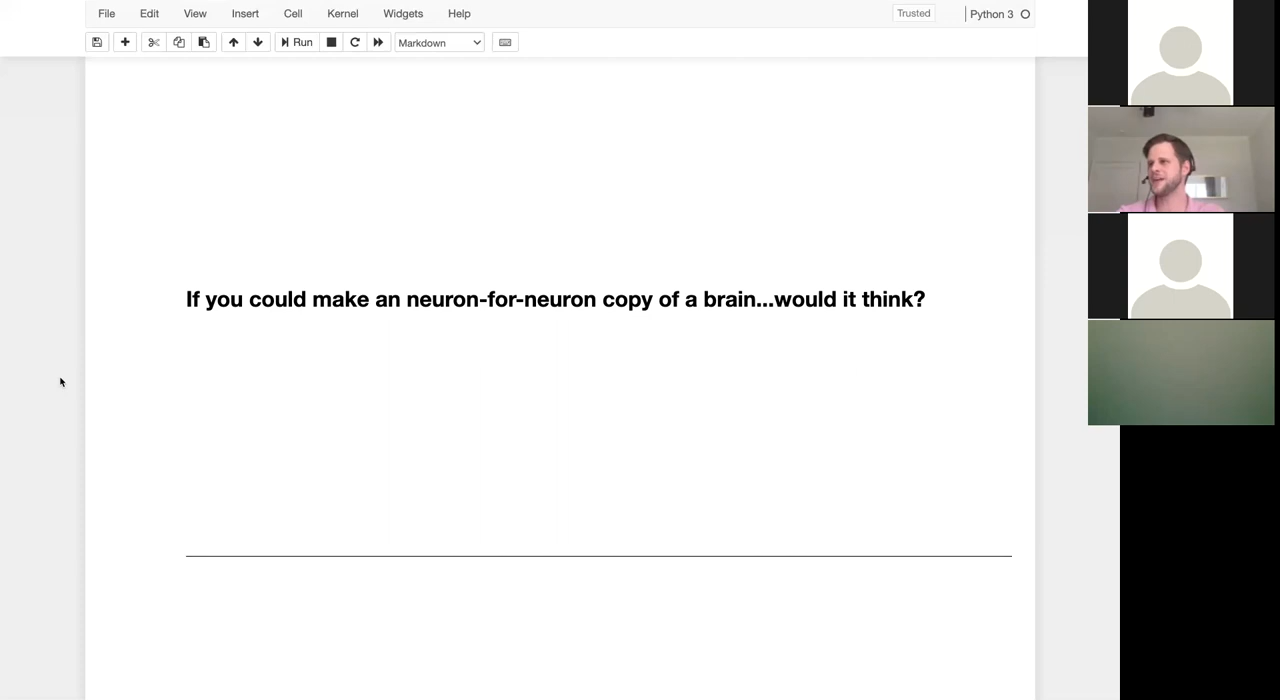 File Edit View Insert Cell Kernel Widgets Help Trusted Python 3
Run Markdown
If you could make an neuron-for-neuron copy of a brain...would it think?